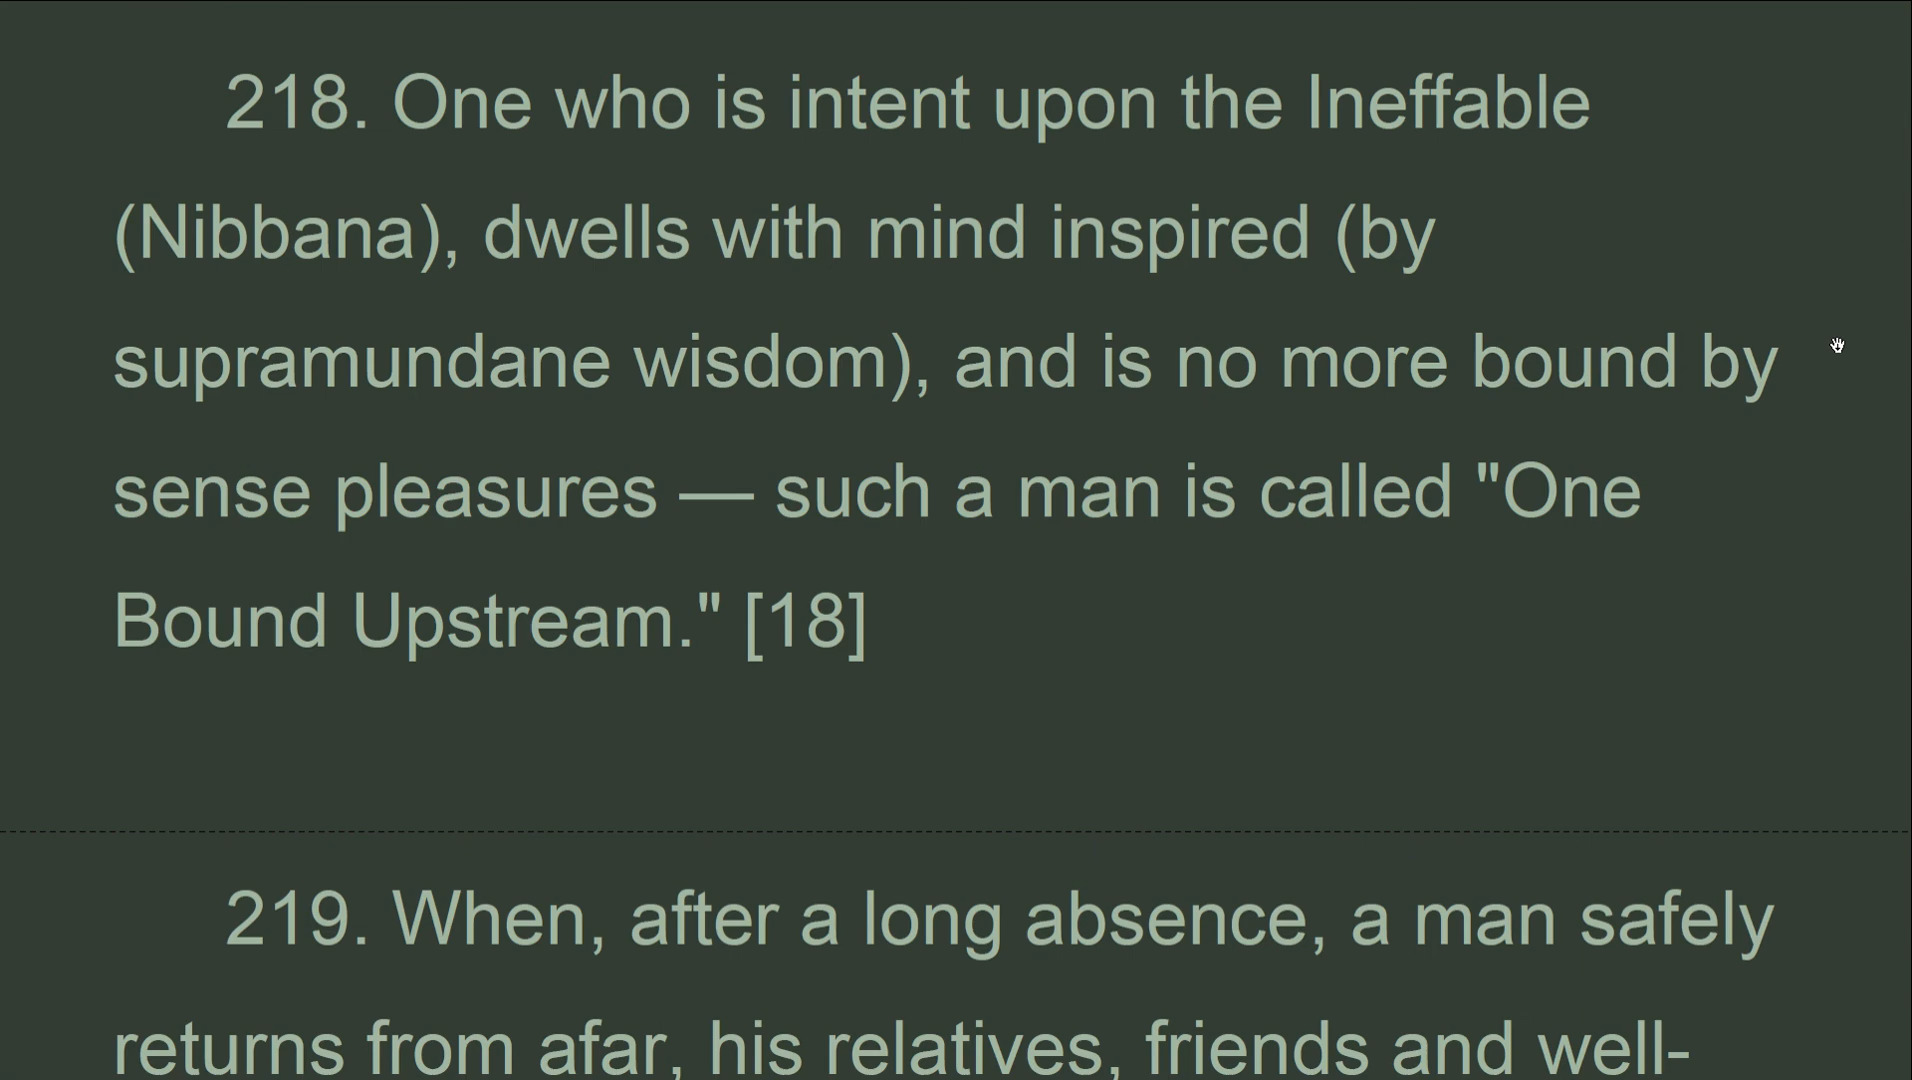 218. One who is intent upon the Ineffable
(Nibbana), dwells with mind inspired (by
supramundane wisdom), and is no more bound by
sense pleasures — such a man is called "One
Bound Upstream." [18]
219. When, after a long absence, a man safely
returns from afar, his relatives, friends and well-